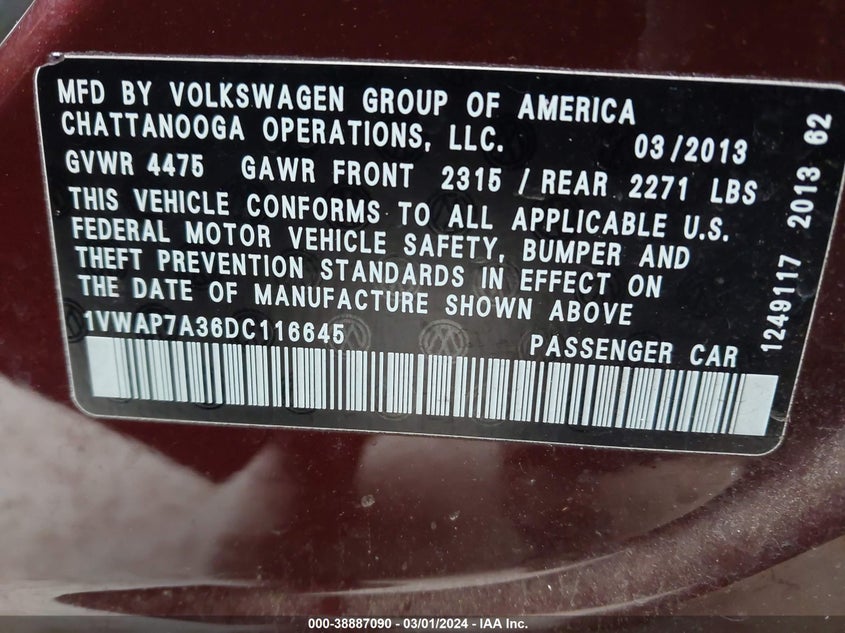 MFD BY VOLKSWAGEN GROUP OF AMERICA
CHATTANOOGA OPERATIONS, LLC. 03/2013
GVWR 4475 GAWR FRONT 2315 / REAR 2271 LBS
THIS VEHICLE CONFORMS TO ALL APPLICABLE U.S.
FEDERAL MOTOR VEHICLE SAFETY, BUMPER AND
THEFT PREVENTION STANDARDS IN EFFECT ON
THE DATE OF MANUFACTURE SHOWN ABOVE
1VWAP7A36DC116645 PASSENGER CAR
1249117 2013 62
000-38887090 - 03/01/2024 - IAA Inc.